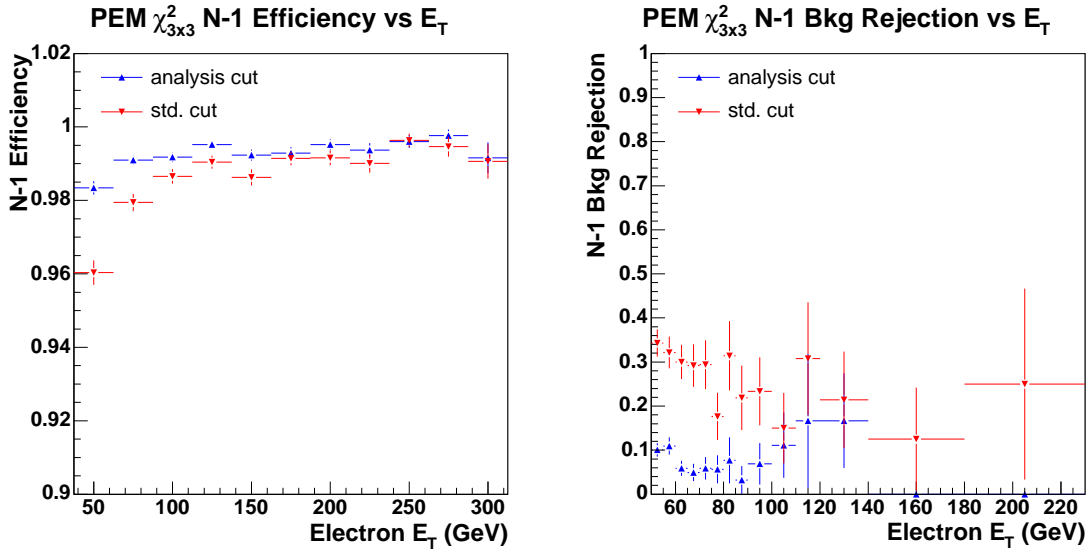 PEM χ²₃ₓ₃ N-1 Efficiency vs E_T
N-1 Efficiency
1.02
1
0.98
0.96
0.94
0.92
0.9
analysis cut
std. cut
50 100 150 200 250 300
Electron E_T (GeV)
PEM χ²₃ₓ₃ N-1 Bkg Rejection vs E_T
N-1 Bkg Rejection
1
0.9
0.8
0.7
0.6
0.5
0.4
0.3
0.2
0.1
0
analysis cut
std. cut
60 80 100 120 140 160 180 200 220
Electron E_T (GeV)